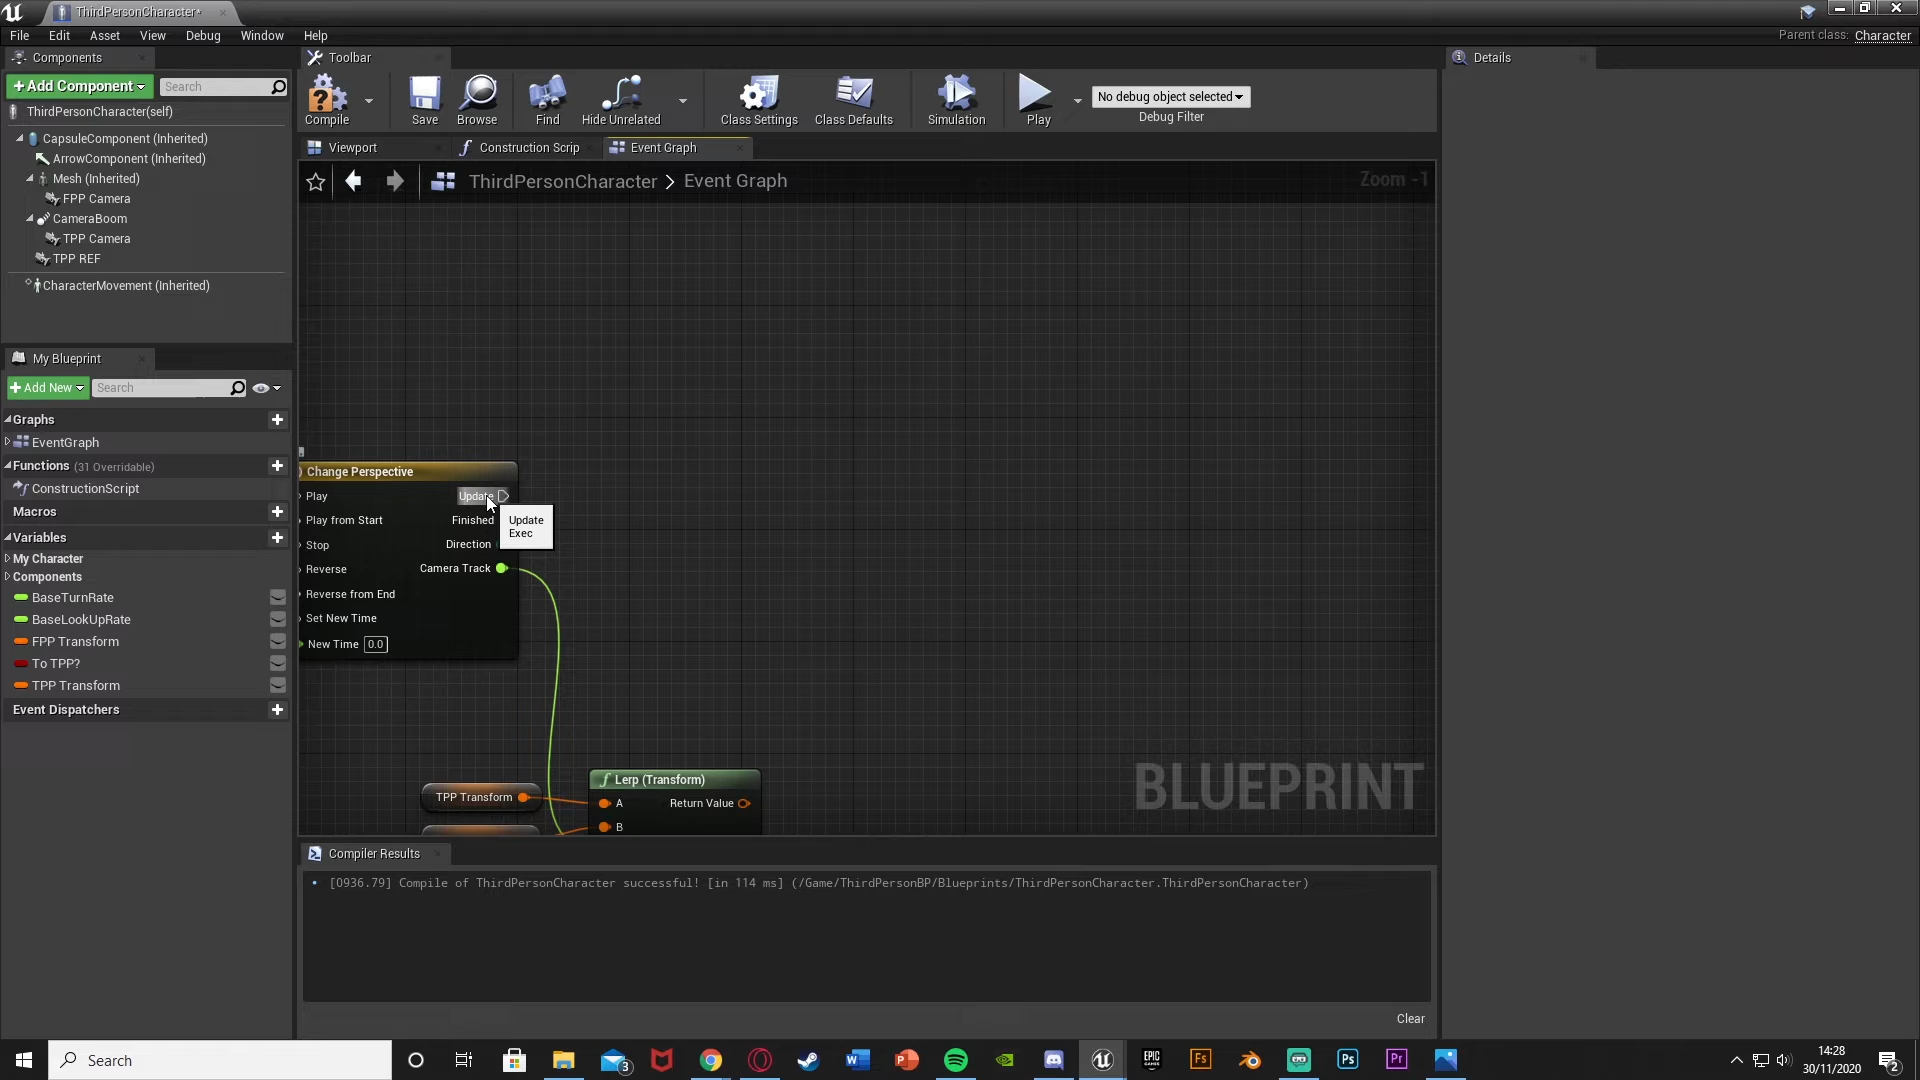 ThirdPersonCharacter*
File Edit Asset View Debug Window Help
Parent class: Character
Components
Toolbar
Details
+Add Component
Search
ThirdPersonCharacter(self)
CapsuleComponent (Inherited)
ArrowComponent (Inherited)
Mesh (Inherited)
FPP Camera
CameraBoom
TPP Camera
TPP REF
CharacterMovement (Inherited)
Compile
Save
Browse
Find
Hide Unrelated
Class Settings
Class Defaults
Simulation
Play
No debug object selected
Debug Filter
Viewport
Construction Scrip
Event Graph
ThirdPersonCharacter > Event Graph
Zoom -1
My Blueprint
+Add New
Search
Graphs
EventGraph
Functions (31 Overridable)
ConstructionScript
Macros
Variables
My Character
Components
BaseTurnRate
BaseLookUpRate
FPP Transform
To TPP?
TPP Transform
Event Dispatchers
Change Perspective
Play
Update
Play from Start
Finished
Stop
Direction
Reverse
Camera Track
Reverse from End
Set New Time
New Time 0.0
Update
Exec
TPP Transform
Lerp (Transform)
A
Return Value
B
BLUEPRINT
Compiler Results
• [0936.79] Compile of ThirdPersonCharacter successful! [in 114 ms] (/Game/ThirdPersonBP/Blueprints/ThirdPersonCharacter.ThirdPersonCharacter)
Clear
Search
3
EPIC
GAMES
Fs
Ps
Pr
14:28
30/11/2020
2